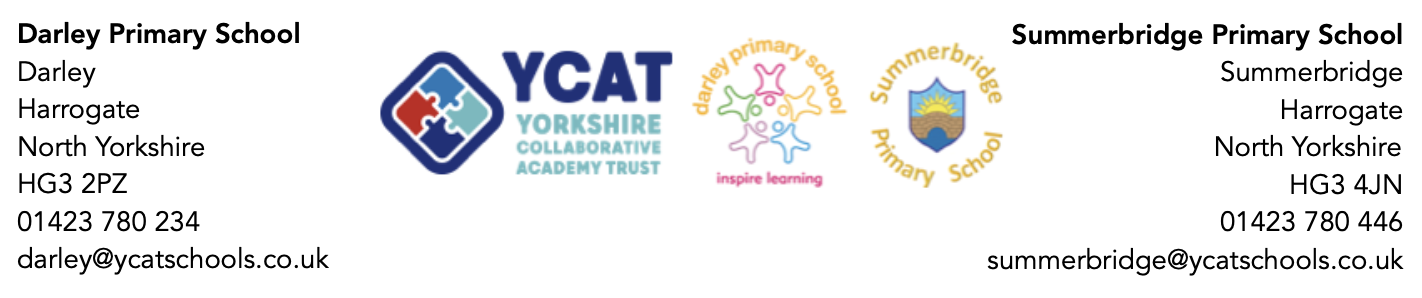 Darley Primary School
Darley
Harrogate
North Yorkshire
HG3 2PZ
01423 780 234
darley@ycatschools.co.uk
YCAT
YORKSHIRE
COLLABORATIVE
ACADEMY TRUST
darley primary school
inspire learning
Summerbridge
Primary School
Summerbridge Primary School
Summerbridge
Harrogate
North Yorkshire
HG3 4JN
01423 780 446
summerbridge@ycatschools.co.uk